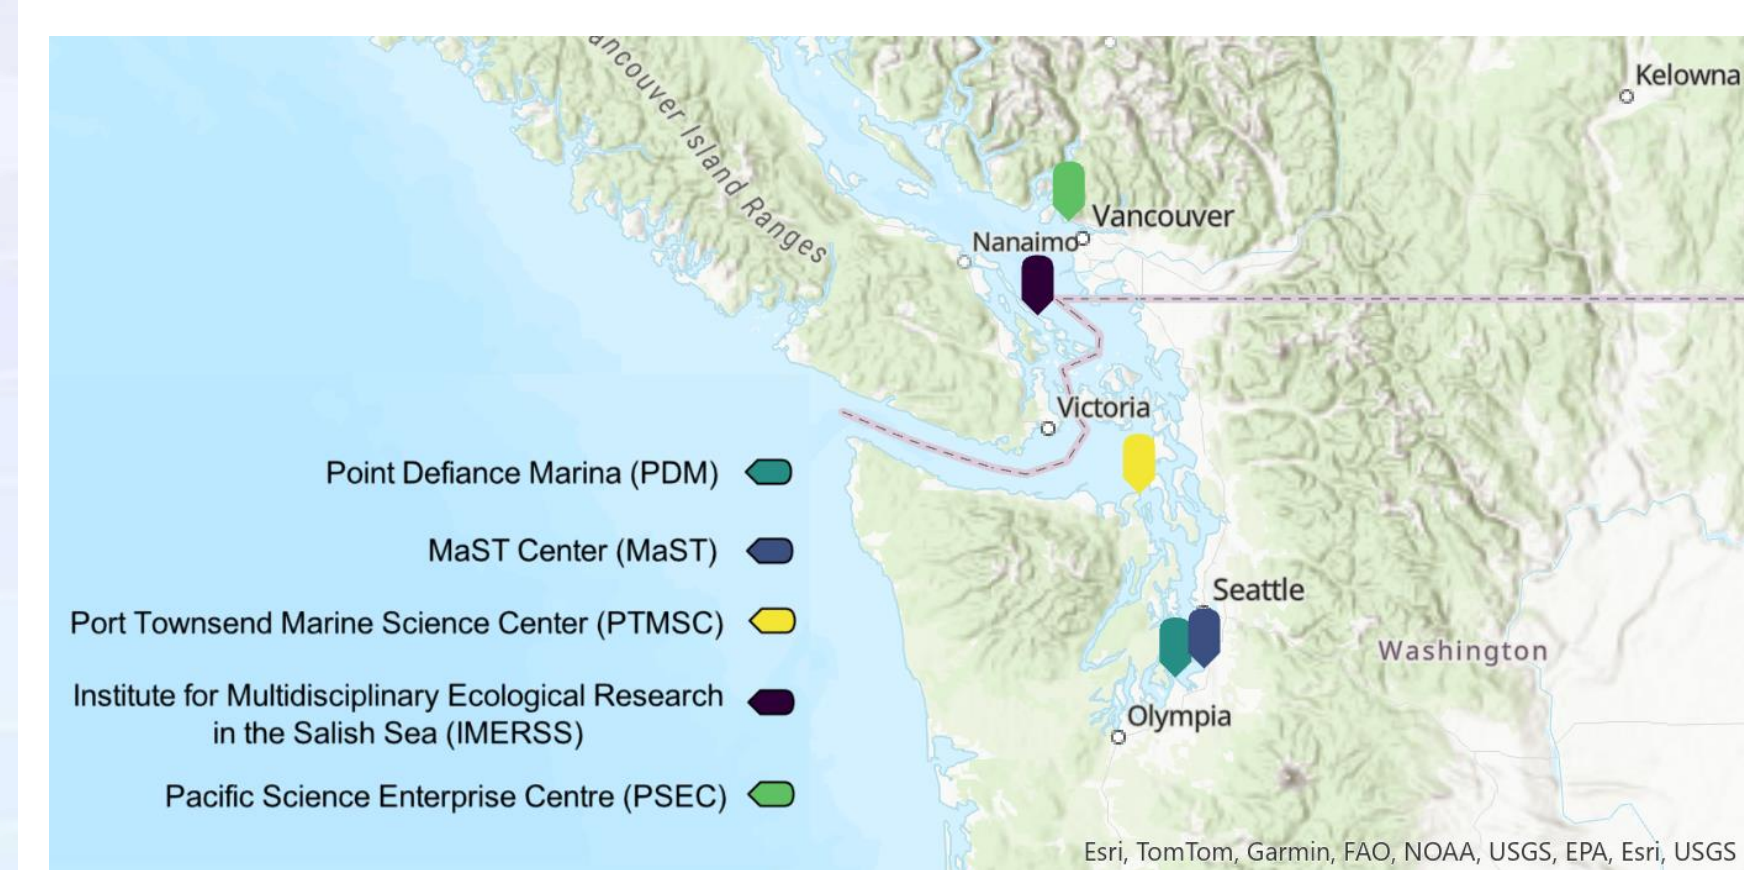 ancouver Island Ranges
Kelowna
Vancouver
Nanaimo
Victoria
Point Defiance Marina (PDM)
MaST Center (MaST)
Seattle
Port Townsend Marine Science Center (PTMSC)
Washington
Institute for Multidisciplinary Ecological Research
in the Salish Sea (IMERSS)
Olympia
Pacific Science Enterprise Centre (PSEC)
Esri, TomTom, Garmin, FAO, NOAA, USGS, EPA, Esri, USGS